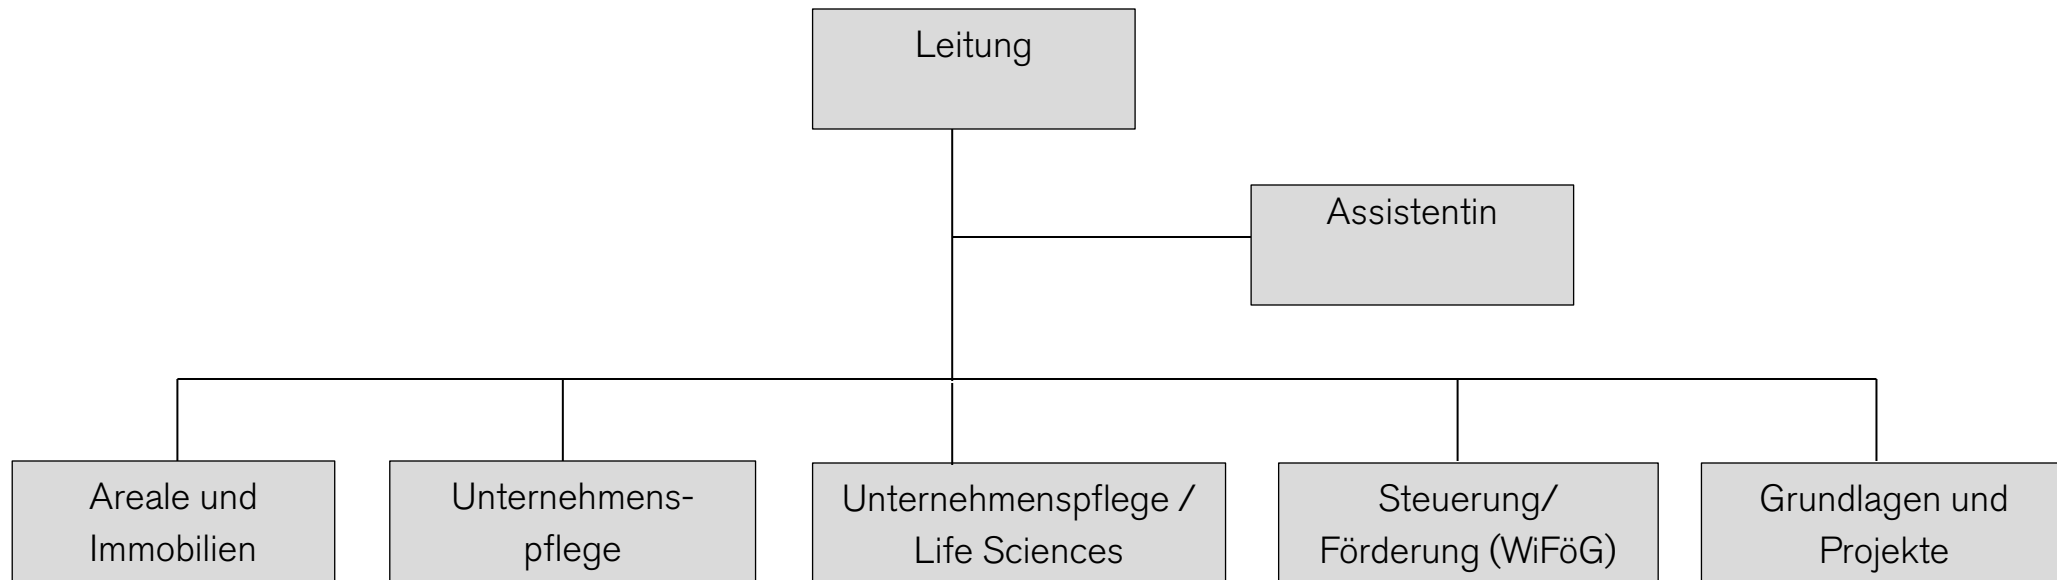 Leitung
Assistentin
Areale und
Immobilien
Unternehmens-
pflege
Unternehmenspflege /
Life Sciences
Steuerung/
Förderung (WiFöG)
Grundlagen und
Projekte